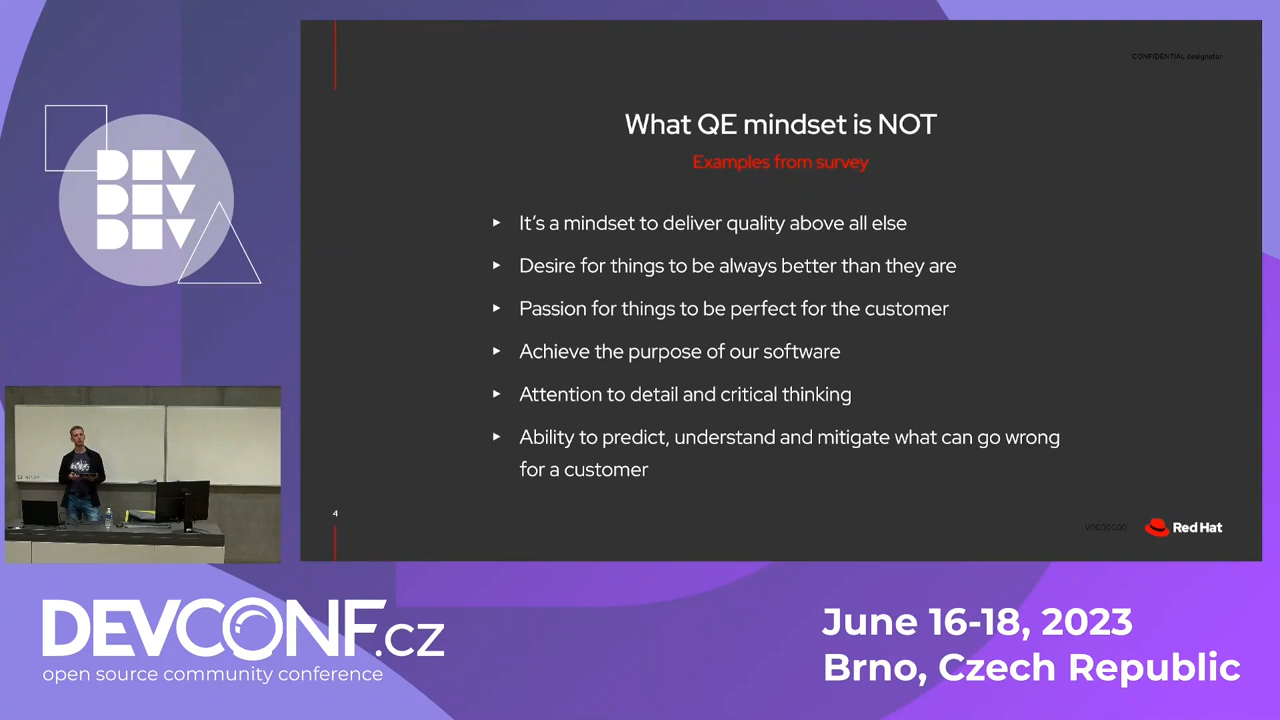 DEV
DEV
DEV
CONFIDENTIAL designator
What QE mindset is NOT
Examples from survey
It's a mindset to deliver quality above all else
Desire for things to be always better than they are
Passion for things to be perfect for the customer
Achieve the purpose of our software
Attention to detail and critical thinking
Ability to predict, understand and mitigate what can go wrong
for a customer
4
V0000000
Red Hat
DEVCONF.cz
open source community conference
June 16-18, 2023
Brno, Czech Republic